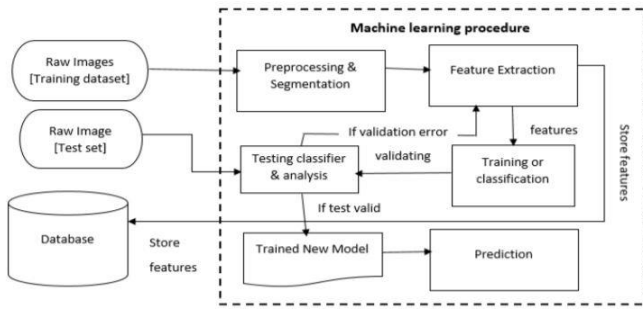 Machine learning procedure
Raw Images
[Training dataset]
Preprocessing &
Segmentation
Feature Extraction
Raw Image
[Test set]
If validation error
features
Store features
Testing classifier
& analysis
validating
Training or
classification
If test valid
Database
Store
features
Trained New Model
Prediction